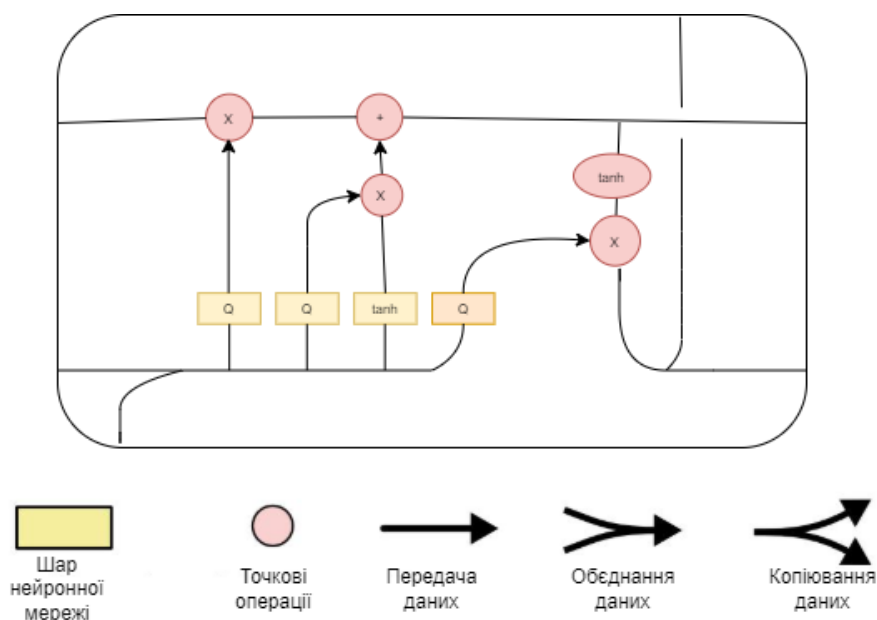 X +
tanh
X
X
Q Q tanh Q
Шар
нейронної
мережі
Точкові
операції
Передача
даних
Обєднання
даних
Копіювання
даних